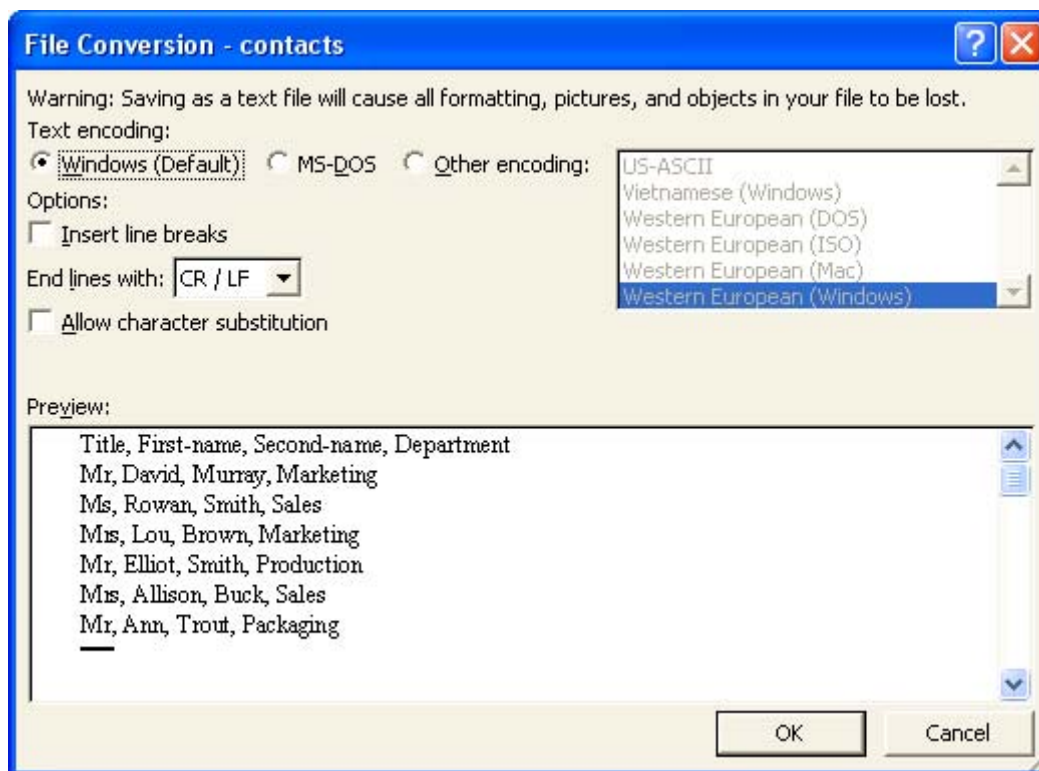 File Conversion - contacts
Warning: Saving as a text file will cause all formatting, pictures, and objects in your file to be lost.
Text encoding:
Windows (Default) MS-DOS Other encoding:
US-ASCII
Vietnamese (Windows)
Western European (DOS)
Western European (ISO)
Western European (Mac)
Western European (Windows)
Options:
Insert line breaks
End lines with: CR / LF
Allow character substitution
Preview:
Title, First-name, Second-name, Department
Mr, David, Murray, Marketing
Ms, Rowan, Smith, Sales
Mrs, Lou, Brown, Marketing
Mr, Elliot, Smith, Production
Mrs, Allison, Buck, Sales
Mr, Ann, Trout, Packaging
OK Cancel